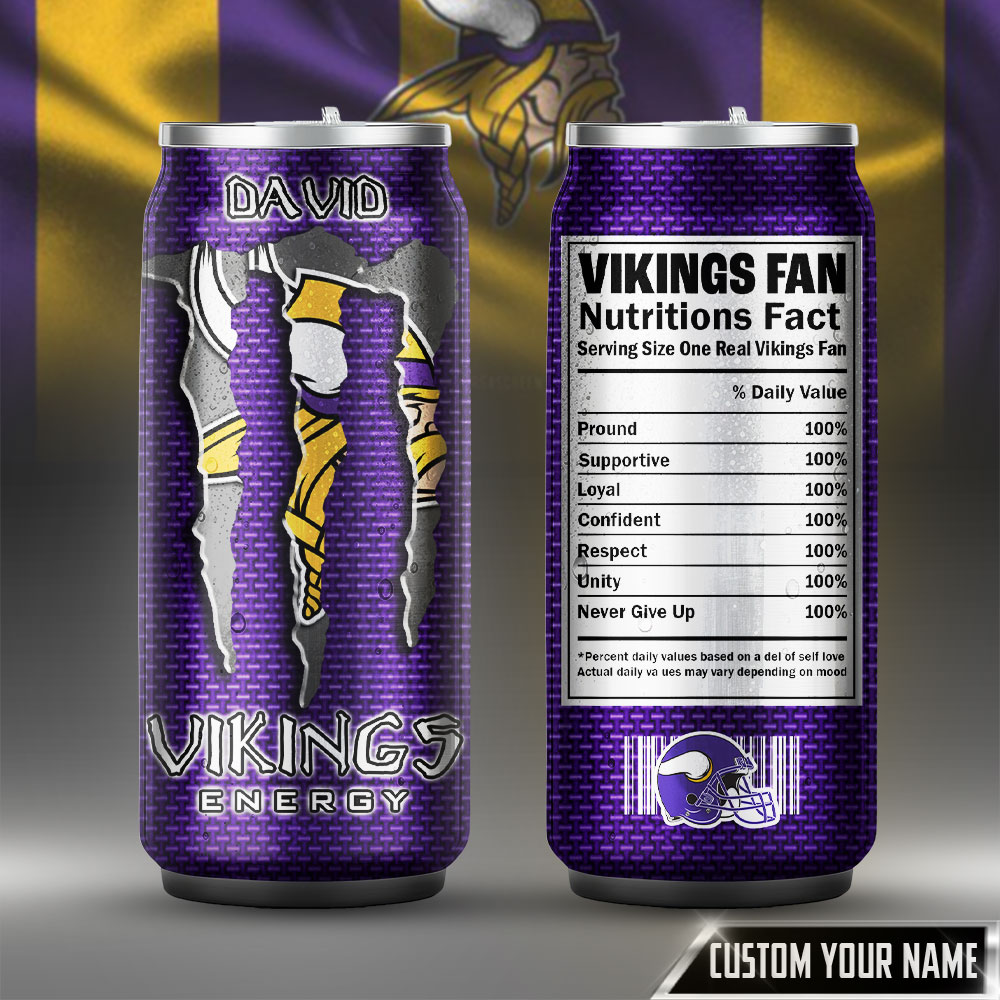 DAVID
VIKINGS
ENERGY
VIKINGS FAN
Nutritions Fact
Serving Size One Real Vikings Fan
% Daily Value
Pround 100%
Supportive 100%
Loyal 100%
Confident 100%
Respect 100%
Unity 100%
Never Give Up 100%
*Percent daily values based on a del of self love
Actual daily va ues may vary depending on mood
CUSTOM YOUR NAME